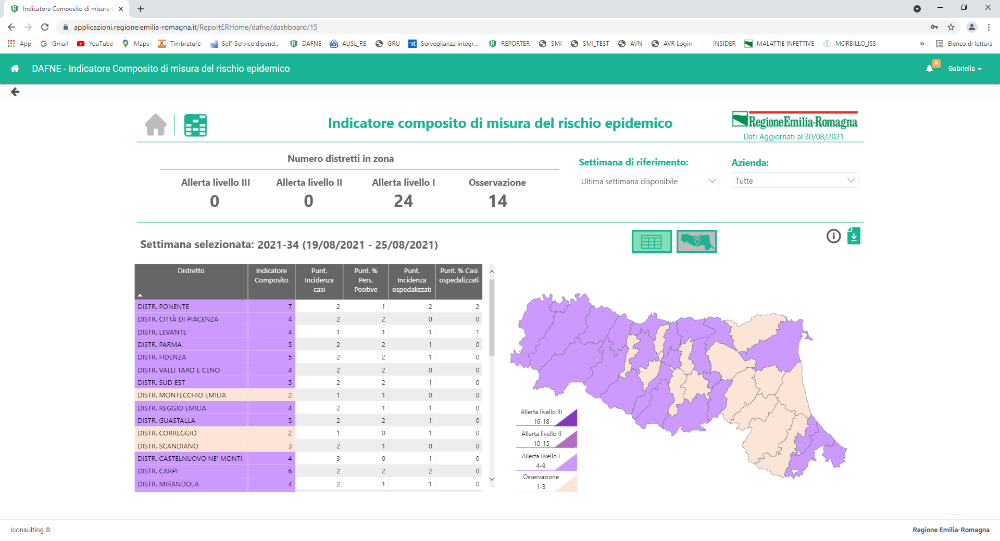 Indicatore Composito di misura
applicazioni.regione.emilia-romagna.it/ReportERHome/dafne/dashboard/15
App Gmail YouTube Maps Timbrature Self-Service dipend... DAFNE AUSL_RE GRU Sorveglianza integr... REPORTER SMI SMI_TEST AVN AVR Login INSIDER MALATTIE INFETTIVE MORBILLO_ISS » Elenco di lettura
DAFNE - Indicatore Composito di misura del rischio epidemico
8
Gabriella
Indicatore composito di misura del rischio epidemico
RegioneEmilia-Romagna
Dati Aggiornati al 30/08/2021
Numero distretti in zona
Allerta livello III Allerta livello II Allerta livello I Osservazione
0 0 24 14
Settimana di riferimento: Azienda:
Ultima settimana disponibile Tutte
Settimana selezionata: 2021-34 (19/08/2021 - 25/08/2021)
Distretto Indicatore Composito Punt. Incidenza casi Punt. % Pers. Positive Punt. Incidenza ospedalizzati Punt. % Casi ospedalizzati
DISTR. PONENTE 7 2 1 2 2
DISTR. CITTÀ DI PIACENZA 4 2 2 0 0
DISTR. LEVANTE 4 1 1 1 1
DISTR. PARMA 5 2 2 1 0
DISTR. FIDENZA 5 2 2 1 0
DISTR. VALLI TARO E CENO 4 2 2 0 0
DISTR. SUD EST 5 2 2 1 0
DISTR. MONTECCHIO EMILIA 2 1 1 0 0
DISTR. REGGIO EMILIA 4 2 1 1 0
DISTR. GUASTALLA 5 2 2 1 0
DISTR. CORREGGIO 2 1 0 1 0
DISTR. SCANDIANO 3 2 1 0 0
DISTR. CASTELNUOVO NE' MONTI 4 3 0 1 0
DISTR. CARPI 6 2 2 2 0
DISTR. MIRANDOLA 4 2 1 1 0
Allerta livello III
16-18
Allerta livello II
10-15
Allerta livello I
4-9
Osservazione
1-3
Iconsulting ©
Regione Emilia-Romagna